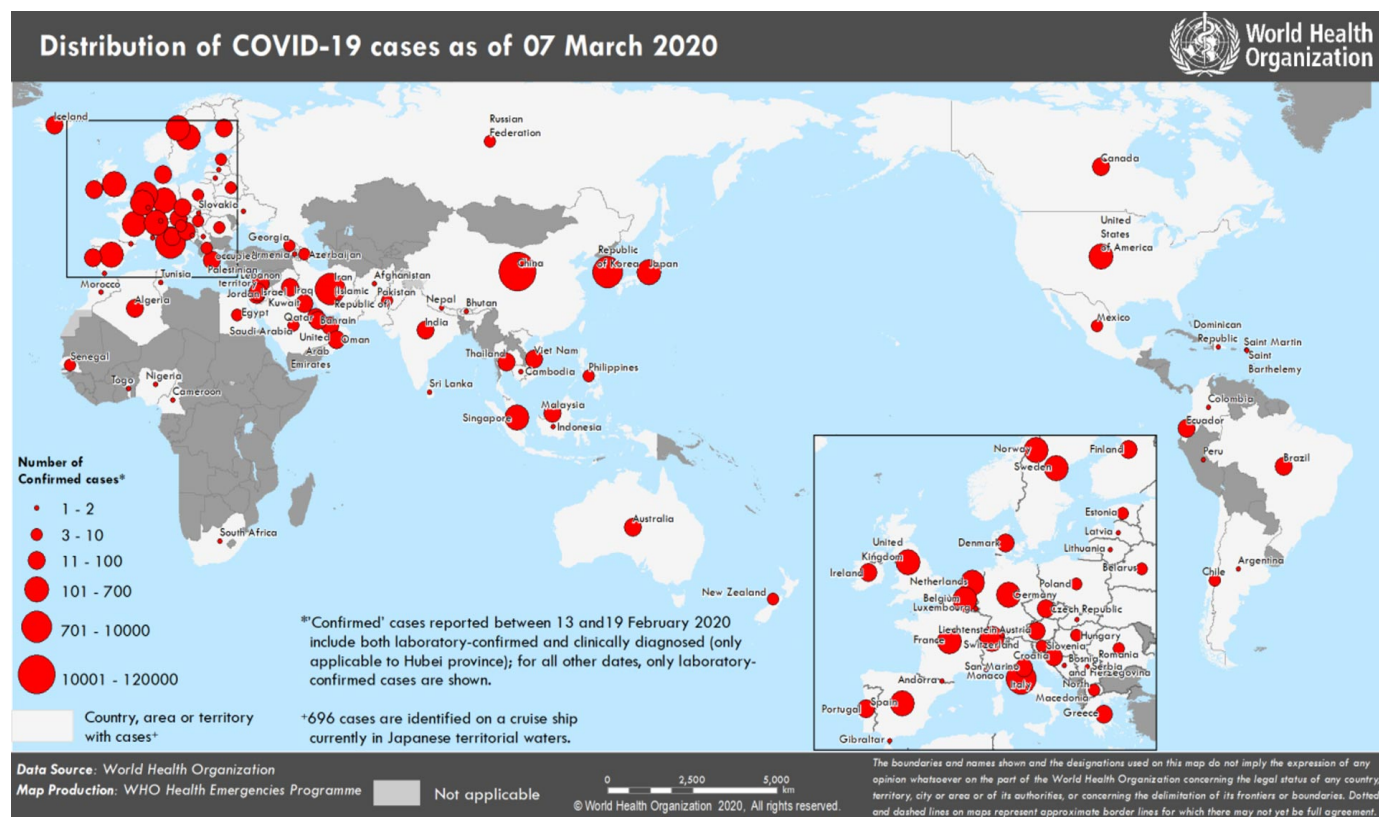 Distribution of COVID-19 cases as of 07 March 2020
World Health
Organization
Iceland
Russian
Federation
Canada
Slovakia
United
States
of America
Georgia
Armenia
Azerbaijan
occupied
Palestinian
territory
Tunisia
Lebanon
Morocco
Jordan
Israel
Iraq
Iran
(Islamic
Republic of)
Afghanistan
Pakistan
China
Republic
of Korea
Japan
Algeria
Kuwait
Nepal
Bhutan
Egypt
Qatar
Bahrain
India
Mexico
Saudi Arabia
United
Arab
Emirates
Oman
Dominican
Republic
Saint Martin
Saint
Barthelemy
Senegal
Thailand
Viet Nam
Cambodia
Philippines
Togo
Nigeria
Cameroon
Sri Lanka
Colombia
Malaysia
Singapore
Indonesia
Ecuador
Peru
Brazil
South Africa
Australia
New Zealand
Chile
Argentina
Norway
Sweden
Finland
Estonia
Latvia
Lithuania
Denmark
United
Kingdom
Ireland
Belarus
Netherlands
Poland
Belgium
Germany
Luxembourg
Czech Republic
Liechtenstein
Austria
France
Switzerland
Hungary
Slovenia
Croatia
Romania
San Marino
Bosnia
and Herzegovina
Serbia
Monaco
Italy
Andorra
North
Macedonia
Portugal
Spain
Greece
Gibraltar
Number of
Confirmed cases*
1 - 2
3 - 10
11 - 100
101 - 700
701 - 10000
10001 - 120000
Country, area or territory
with cases+
*'Confirmed' cases reported between 13 and19 February 2020
include both laboratory-confirmed and clinically diagnosed (only
applicable to Hubei province); for all other dates, only laboratory-
confirmed cases are shown.
+696 cases are identified on a cruise ship
currently in Japanese territorial waters.
Data Source: World Health Organization
Map Production: WHO Health Emergencies Programme
Not applicable
0 2,500 5,000
km
© World Health Organization 2020, All rights reserved.
The boundaries and names shown and the designations used on this map do not imply the expression of any
opinion whatsoever on the part of the World Health Organization concerning the legal status of any country,
territory, city or area or of its authorities, or concerning the delimitation of its frontiers or boundaries. Dotted
and dashed lines on maps represent approximate border lines for which there may not yet be full agreement.